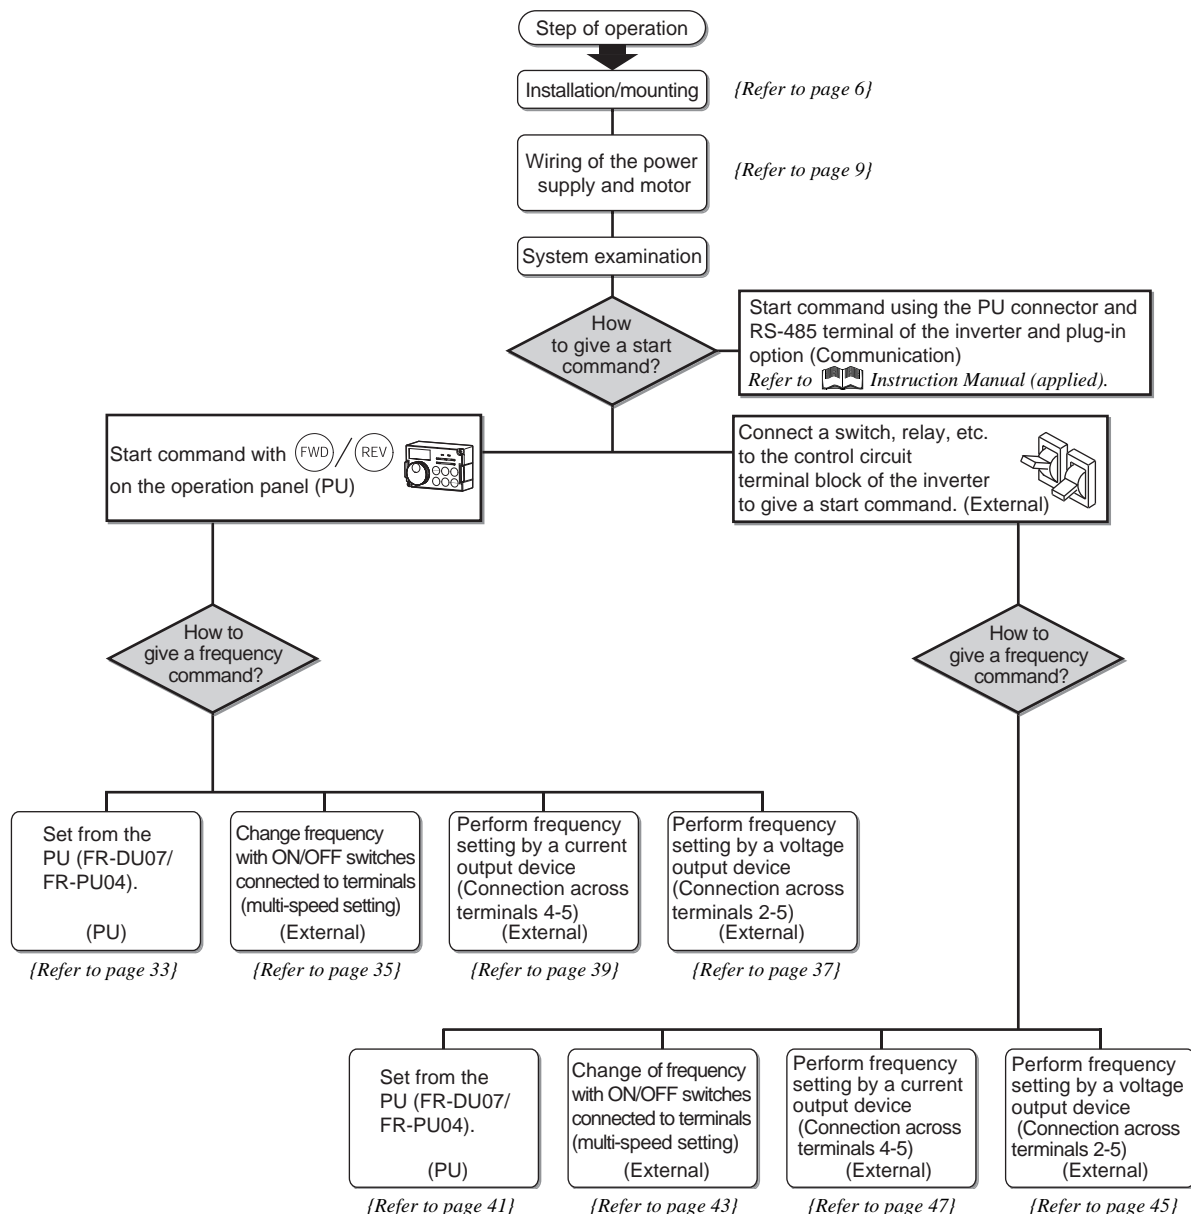 Step of operation
Installation/mounting
{Refer to page 6}
Wiring of the power
supply and motor
{Refer to page 9}
System examination
How
to give a start
command?
Start command using the PU connector and
RS-485 terminal of the inverter and plug-in
option (Communication)
Refer to Instruction Manual (applied).
Start command with FWD / REV
on the operation panel (PU)
Connect a switch, relay, etc.
to the control circuit
terminal block of the inverter
to give a start command. (External)
How to
give a frequency
command?
How to
give a frequency
command?
Set from the
PU (FR-DU07/
FR-PU04).
(PU)
{Refer to page 33}
Change frequency
with ON/OFF switches
connected to terminals
(multi-speed setting)
(External)
{Refer to page 35}
Perform frequency
setting by a current
output device
(Connection across
terminals 4-5)
(External)
{Refer to page 39}
Perform frequency
setting by a voltage
output device
(Connection across
terminals 2-5)
(External)
{Refer to page 37}
Set from the
PU (FR-DU07/
FR-PU04).
(PU)
{Refer to page 41}
Change of frequency
with ON/OFF switches
connected to terminals
(multi-speed setting)
(External)
{Refer to page 43}
Perform frequency
setting by a current
output device
(Connection across
terminals 4-5)
(External)
{Refer to page 47}
Perform frequency
setting by a voltage
output device
(Connection across
terminals 2-5)
(External)
{Refer to page 45}